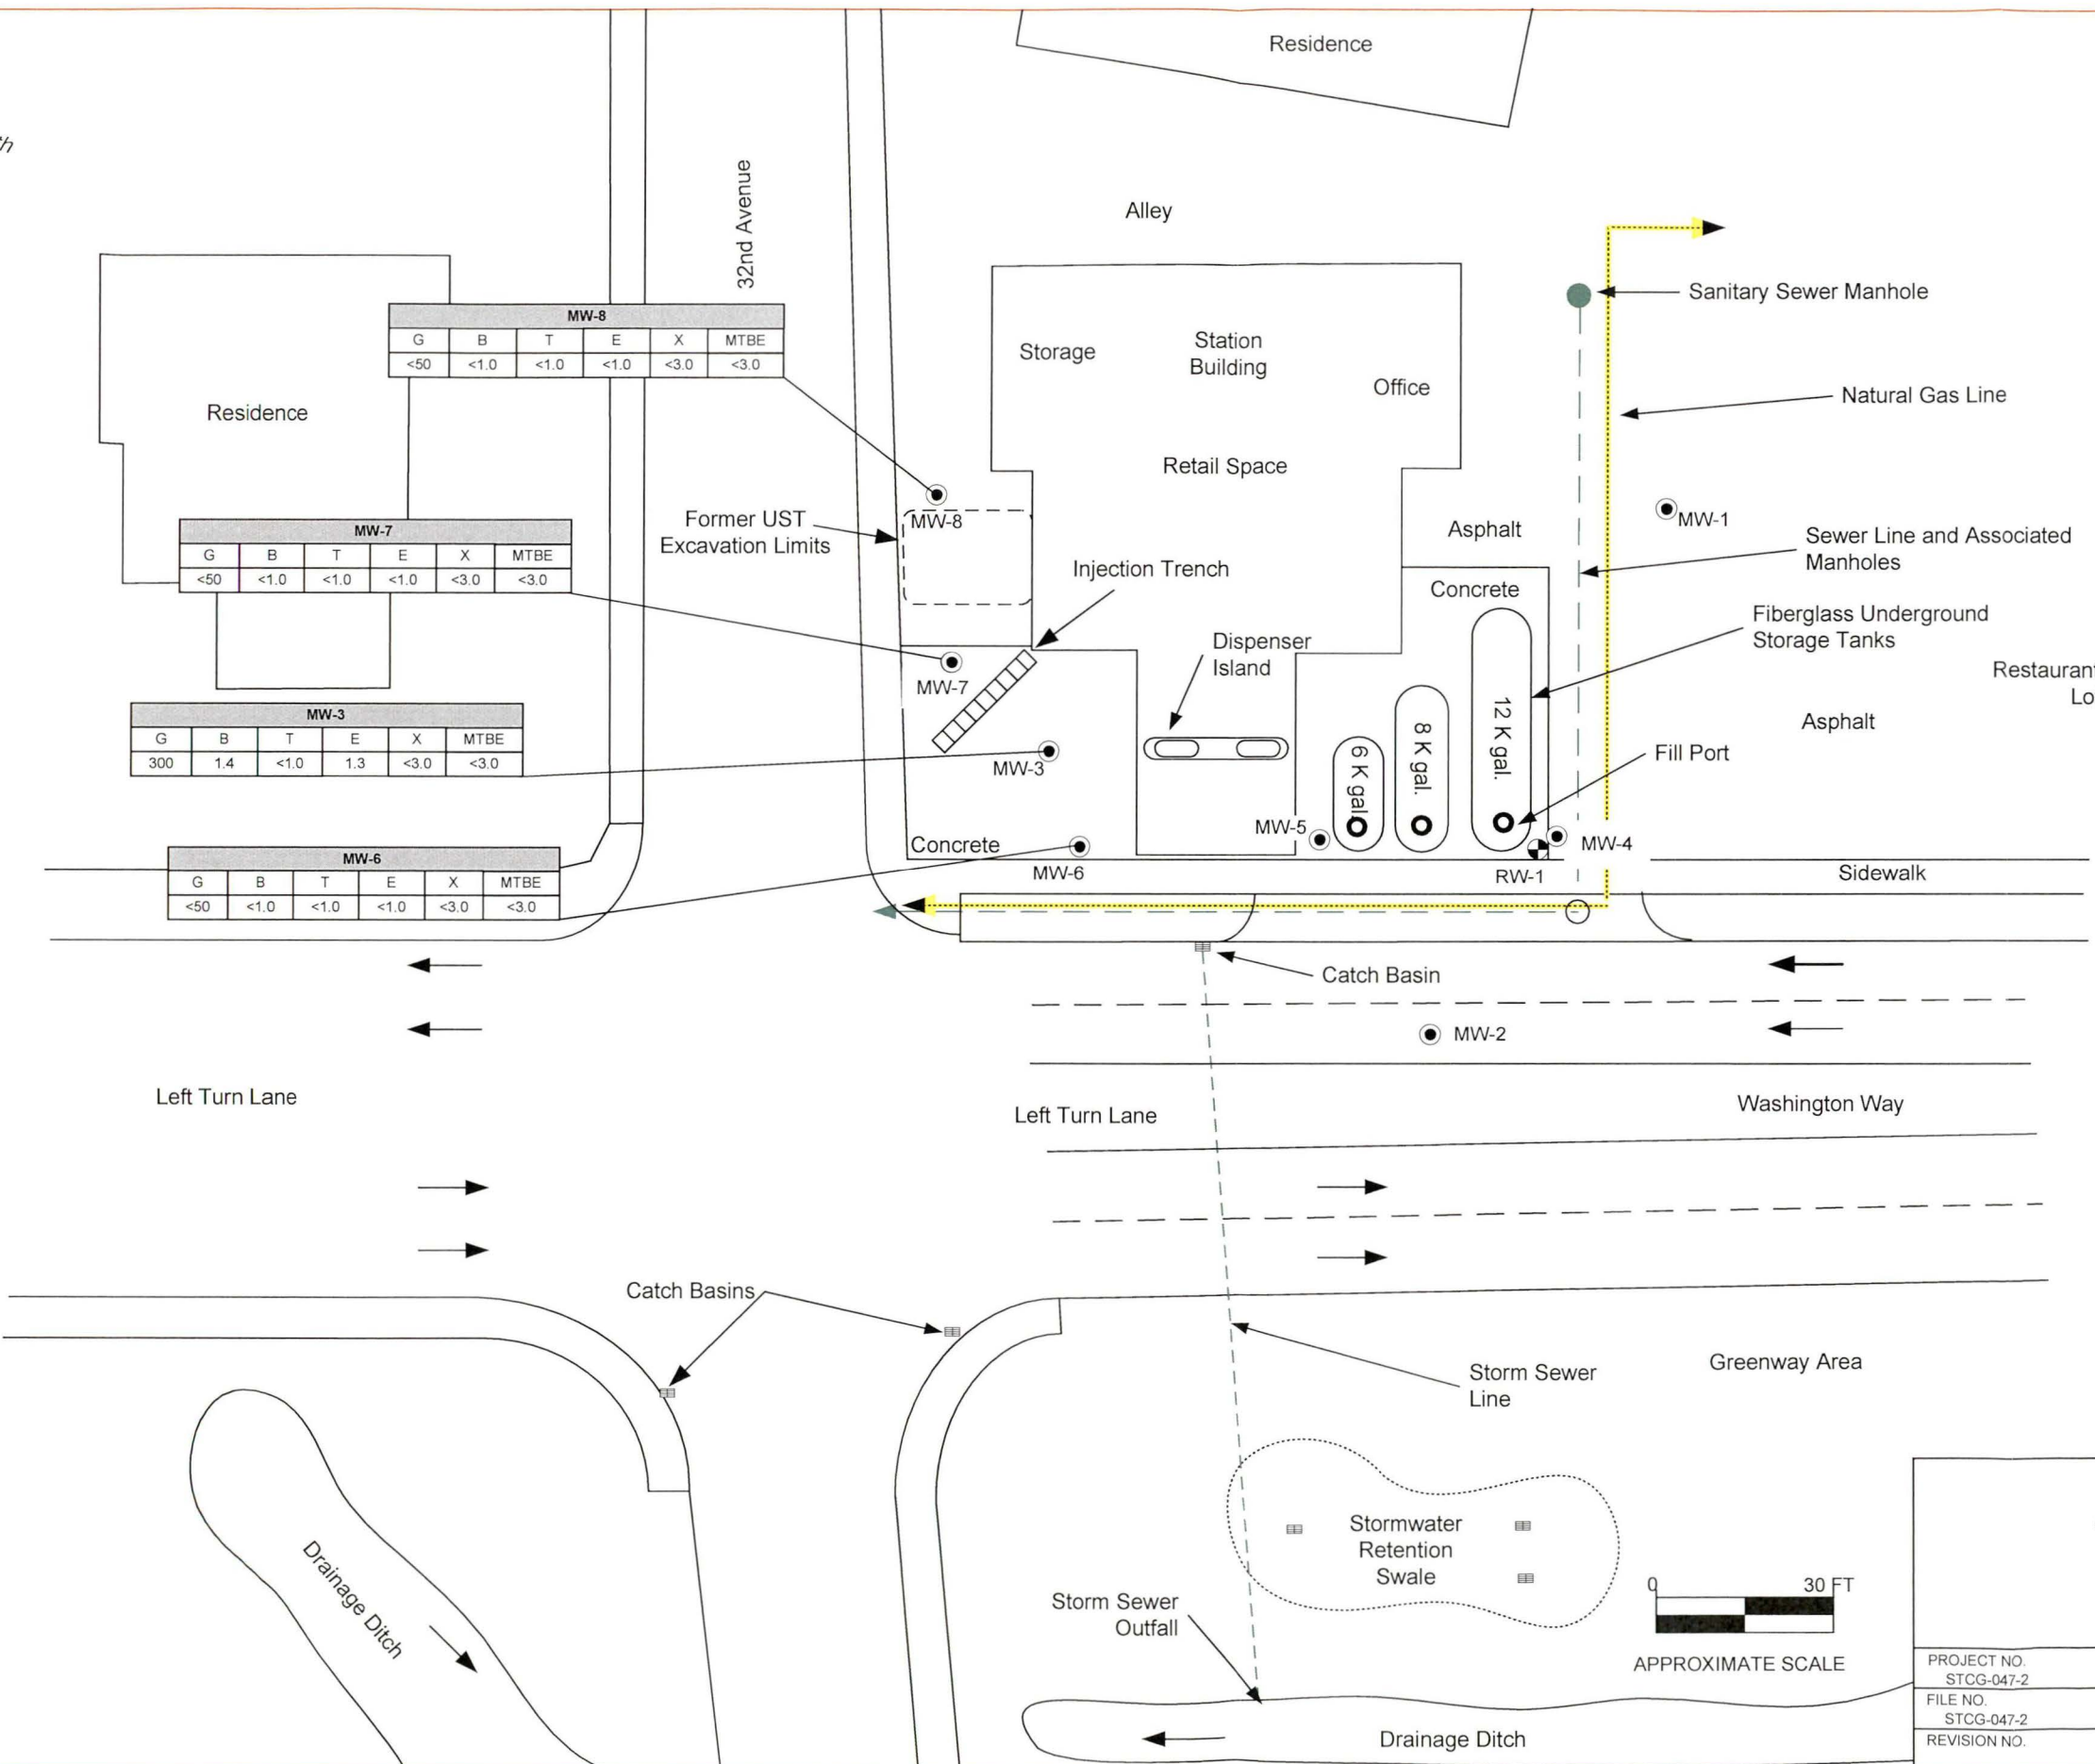 Residence
th
32nd Avenue
Alley
Sanitary Sewer Manhole
MW-8
G B T E X MTBE
<50 <1.0 <1.0 <1.0 <3.0 <3.0
Storage
Station
Building
Office
Natural Gas Line
Residence
Retail Space
MW-8
Former UST
Excavation Limits
Asphalt
MW-1
Sewer Line and Associated
Manholes
MW-7
G B T E X MTBE
<50 <1.0 <1.0 <1.0 <3.0 <3.0
Injection Trench
Concrete
Fiberglass Underground
Storage Tanks
Dispenser
Island
MW-7
Restaurant
Lo
Asphalt
12 K gal.
8 K gal.
6 K gal.
Fill Port
MW-3
G B T E X MTBE
300 1.4 <1.0 1.3 <3.0 <3.0
MW-3
MW-5
MW-4
Concrete
MW-6
G B T E X MTBE
<50 <1.0 <1.0 <1.0 <3.0 <3.0
MW-6
RW-1
Sidewalk
Catch Basin
MW-2
Left Turn Lane
Left Turn Lane
Washington Way
Catch Basins
Storm Sewer
Line
Greenway Area
Drainage Ditch
Stormwater
Retention
Swale
Storm Sewer
Outfall
0 30 FT
APPROXIMATE SCALE
Drainage Ditch
PROJECT NO.
STCG-047-2
FILE NO.
STCG-047-2
REVISION NO.